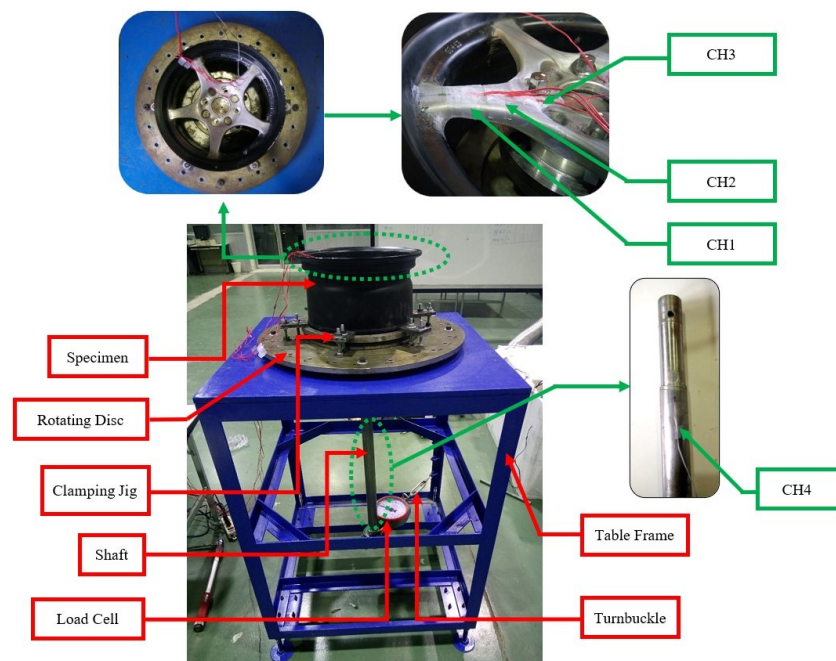 CH3
CH2
CH1
Specimen
Rotating Disc
Clamping Jig
CH4
Shaft
Table Frame
Load Cell
Turnbuckle